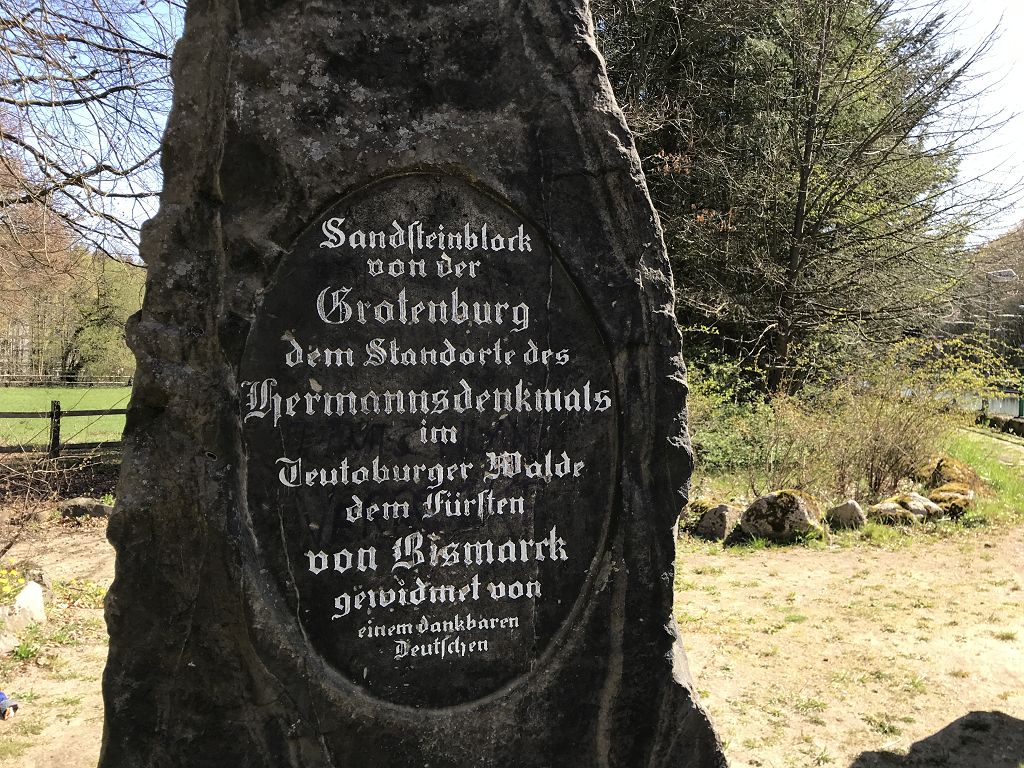 Sandsteinblock
von der
Grotenburg
dem Standorte des
Hermannsdenkmals
im
Teutoburger Walde
dem Fürsten
von Bismarck
gewidmet von
einem dankbaren
Deutschen